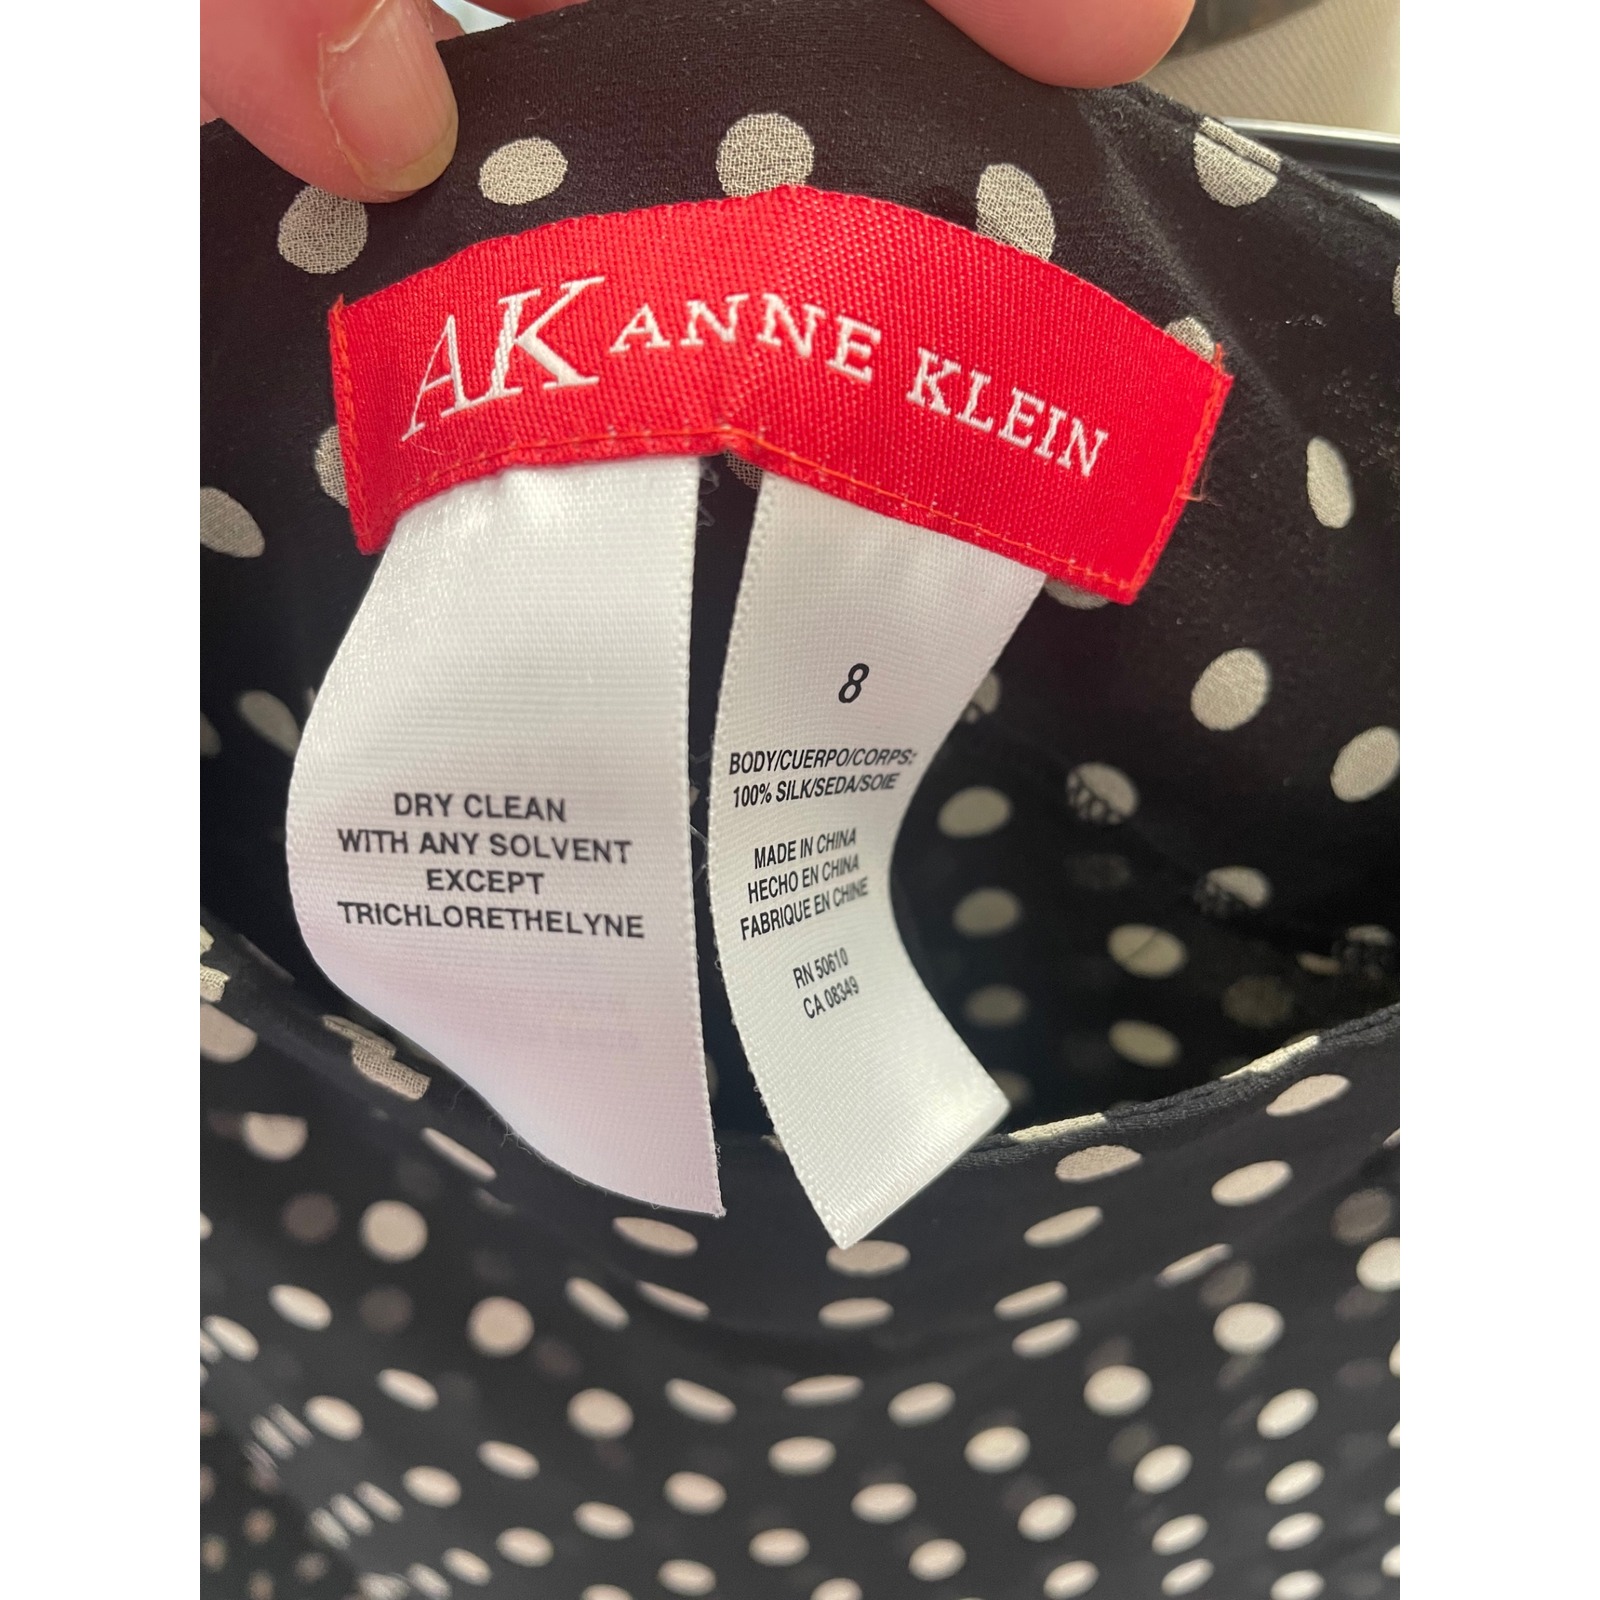 AK ANNE KLEIN
DRY CLEAN
WITH ANY SOLVENT
EXCEPT
TRICHLORETHELYNE
8
BODY/CUERPO/CORPS:
100% SILK/SEDA/SOIE
MADE IN CHINA
HECHO EN CHINA
FABRIQUE EN CHINE
RN 50610
CA 08349